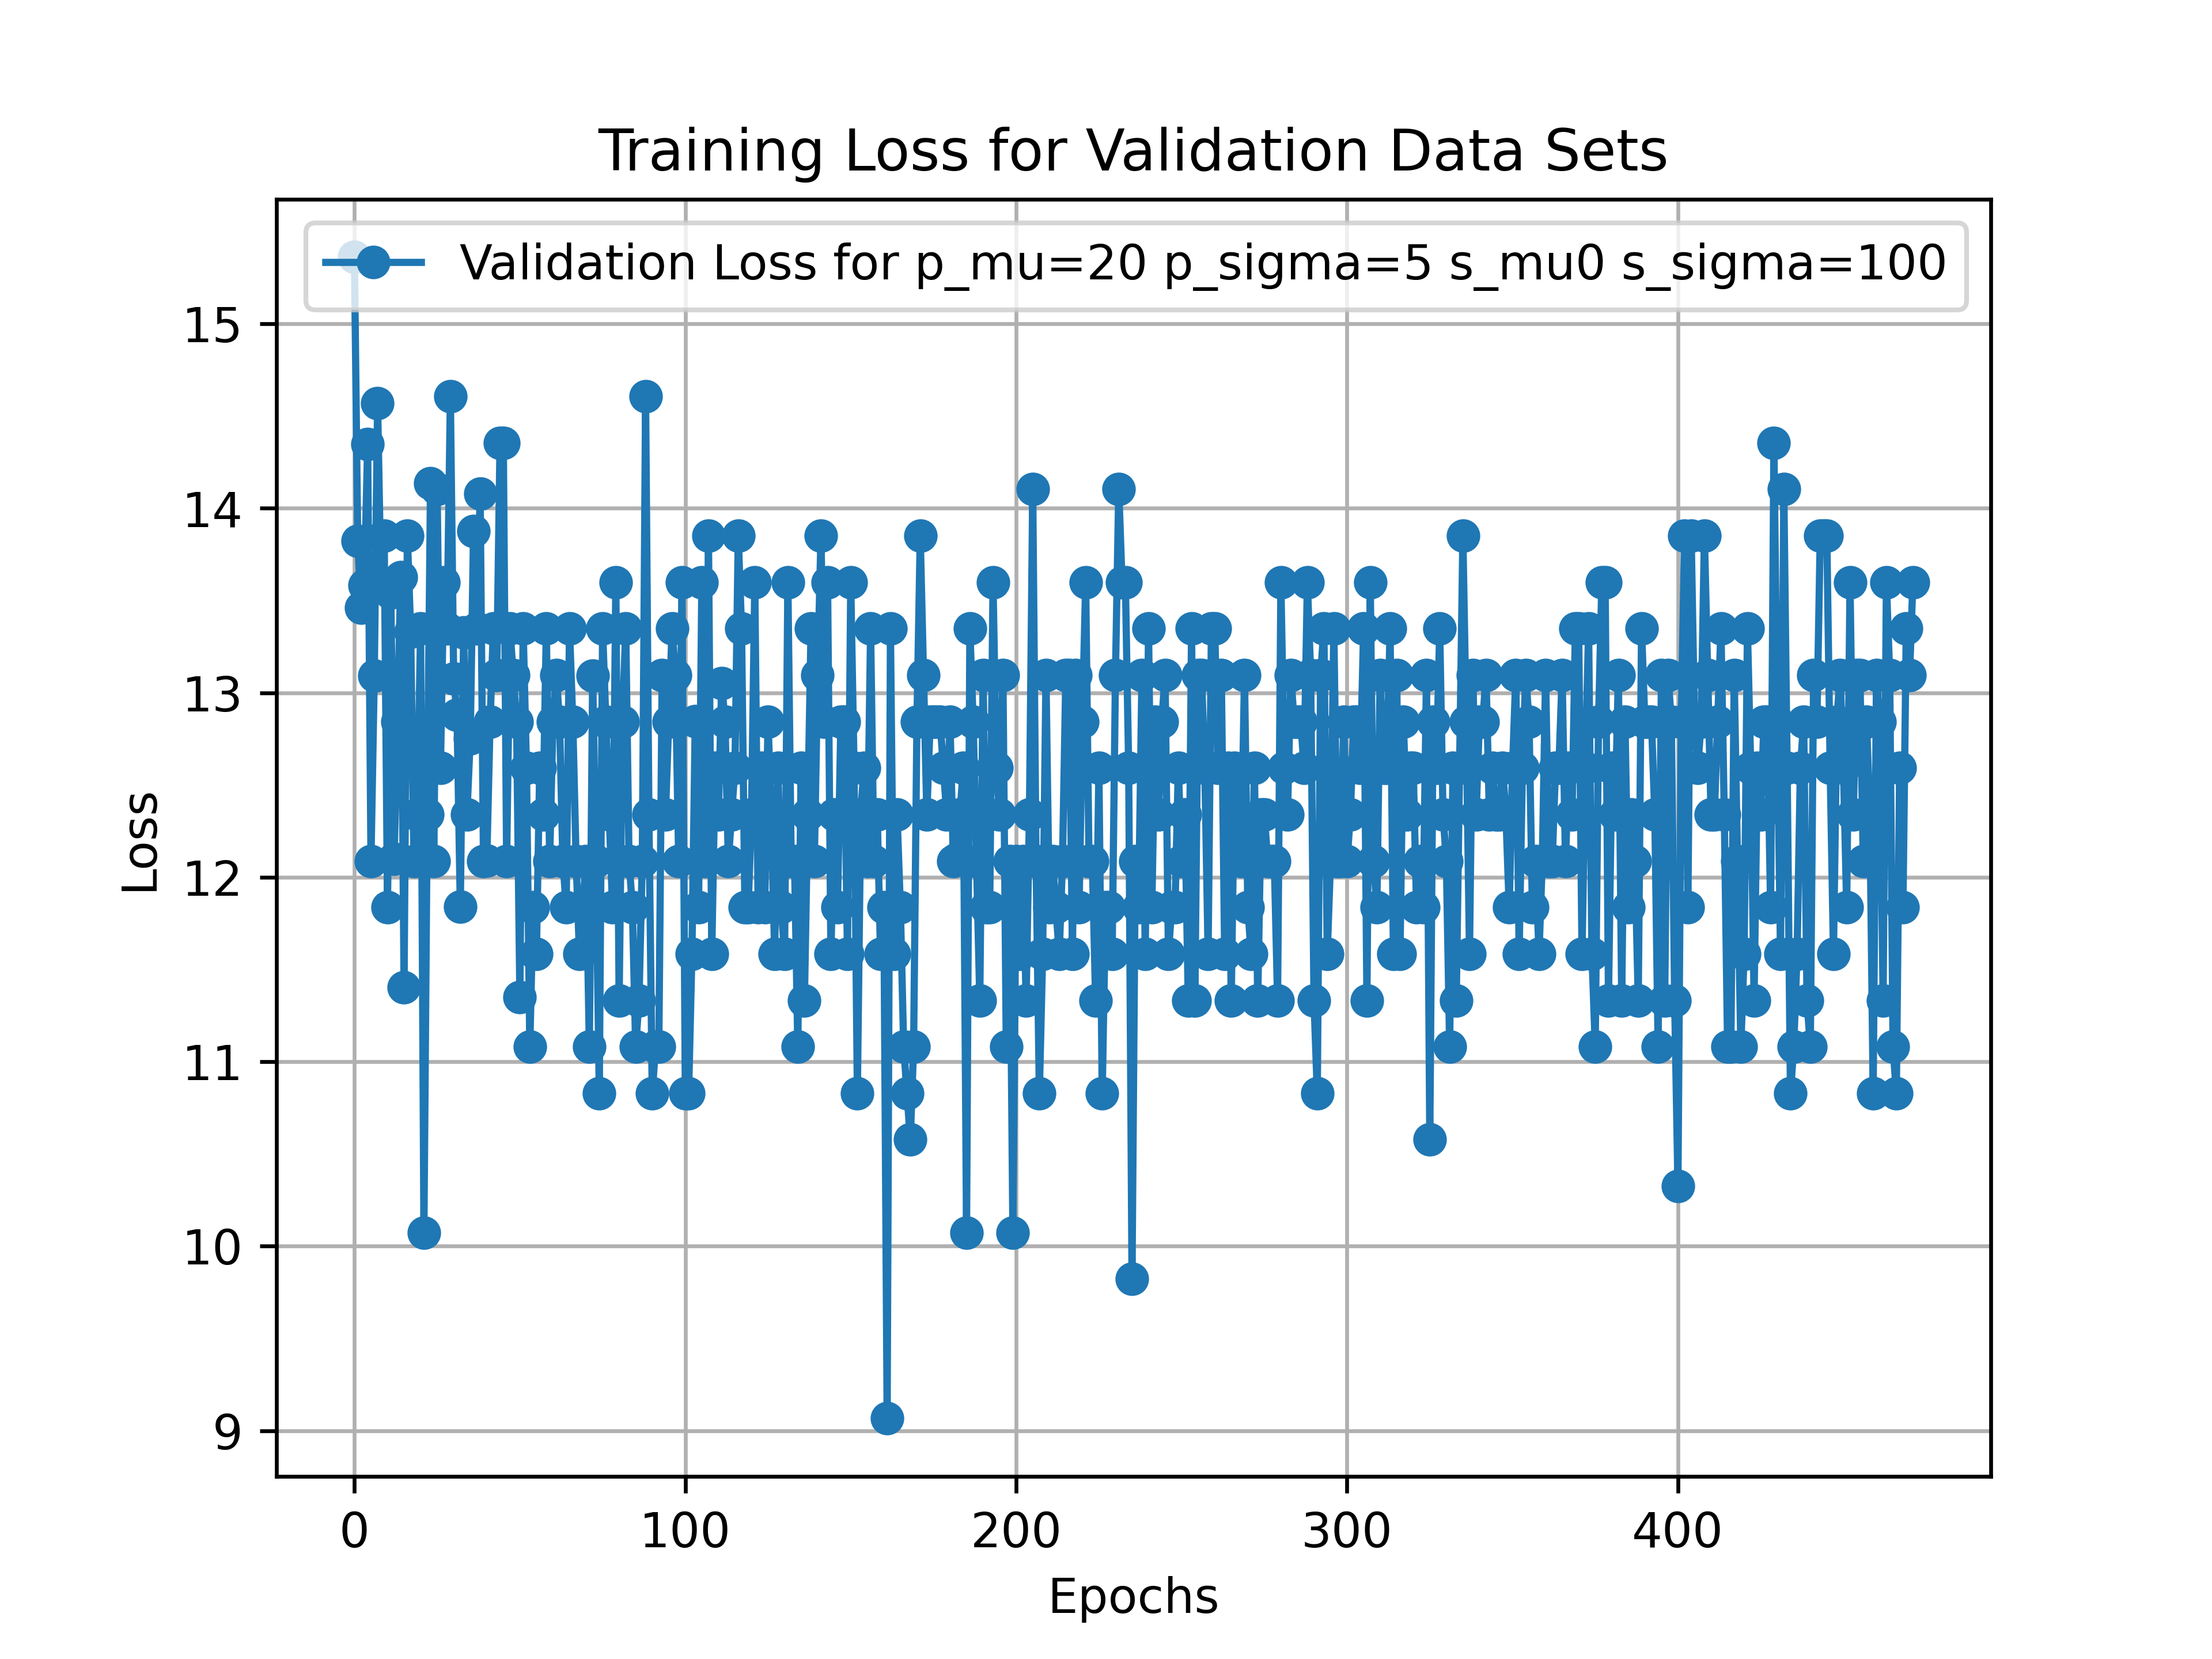 Training Loss for Validation Data Sets
Validation Loss for p_mu=20 p_sigma=5 s_mu0 s_sigma=100
15
14
13
12
11
10
9
Loss
0 100 200 300 400
Epochs